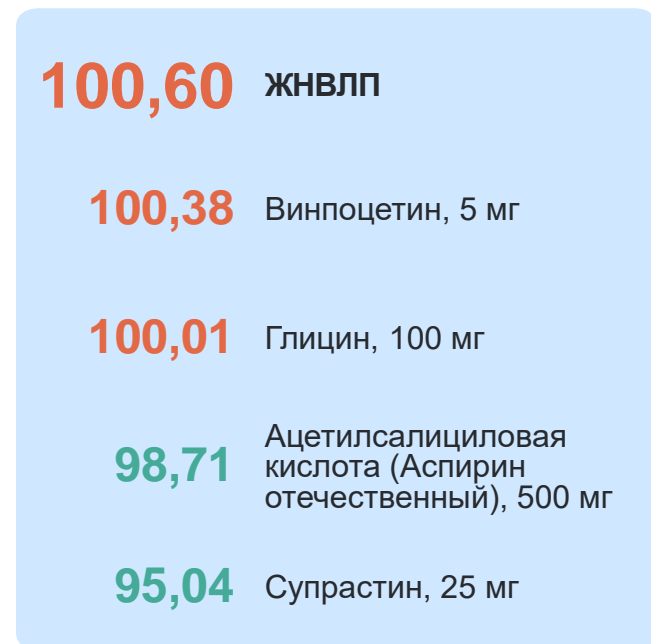 100,60 ЖНВЛП
100,38 Винпоцетин, 5 мг
100,01 Глицин, 100 мг
98,71 Ацетилсалициловая
кислота (Аспирин
отечественный), 500 мг
95,04 Супрастин, 25 мг